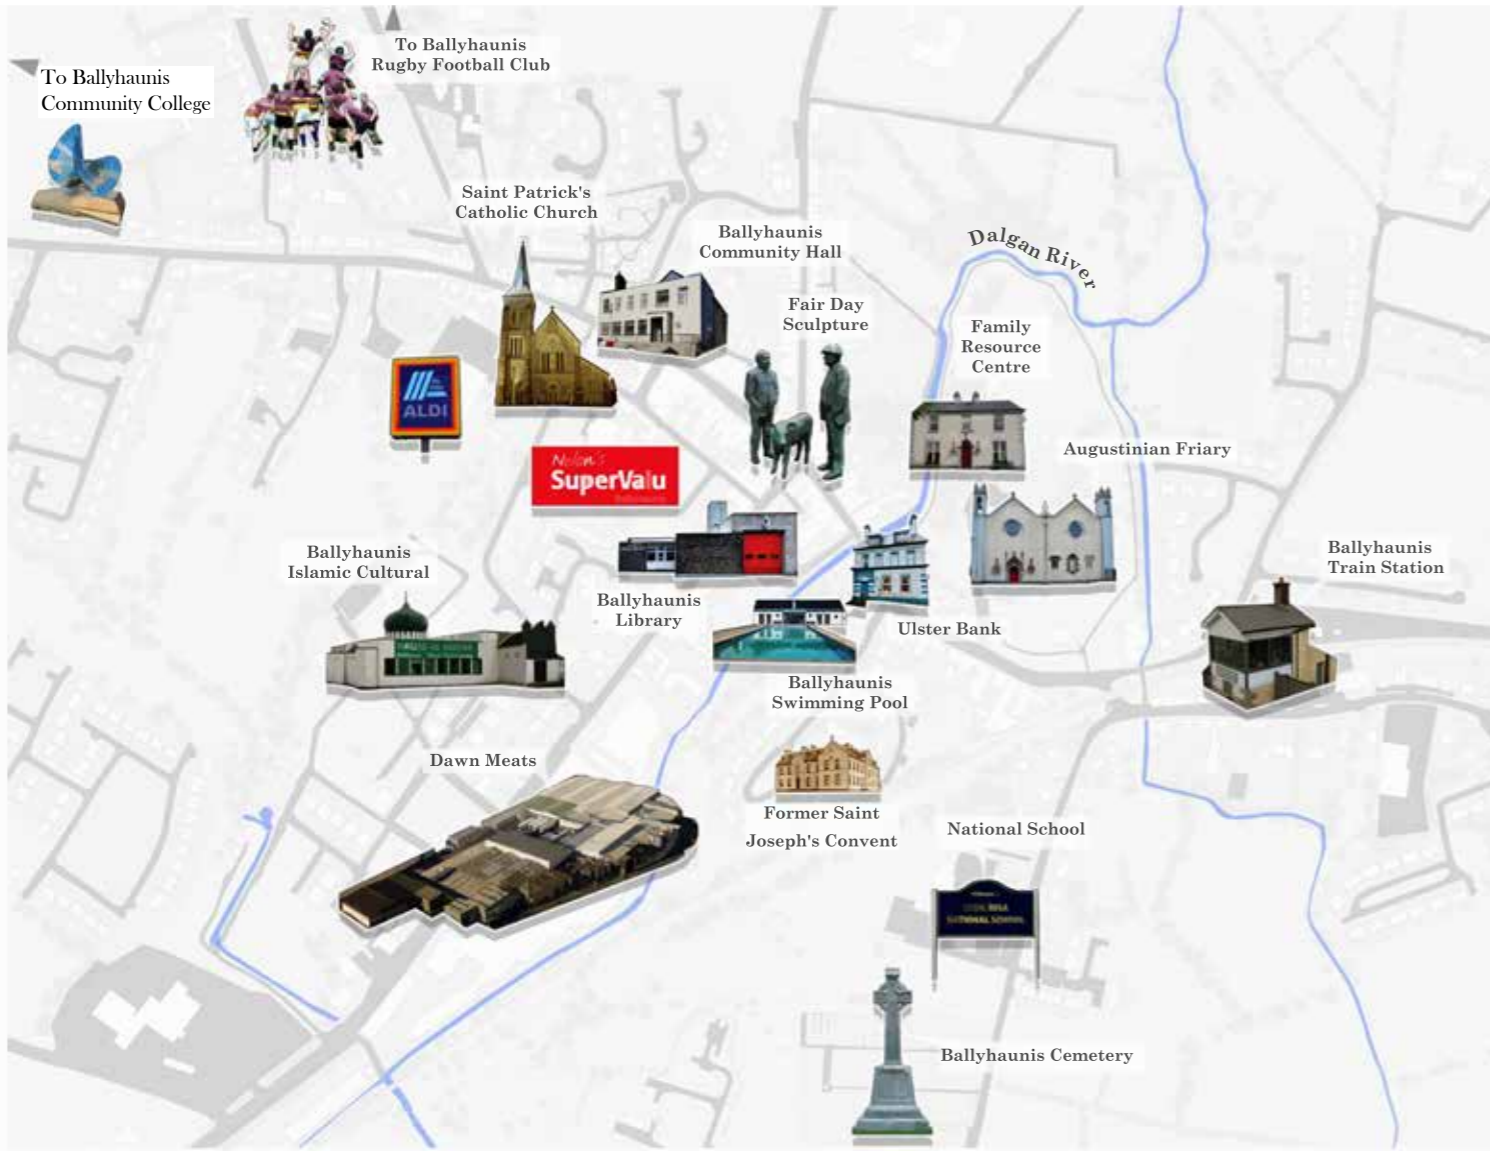 To Ballyhaunis
Rugby Football Club
To Ballyhaunis
Community College
Saint Patrick's
Catholic Church
Ballyhaunis
Community Hall
Dalgan River
Fair Day
Sculpture
Family
Resource
Centre
ALDI
Augustinian Friary
SuperValu
Ballyhaunis
Islamic Cultural
Ballyhaunis
Train Station
Ballyhaunis
Library
Ulster Bank
Ballyhaunis
Swimming Pool
Dawn Meats
Former Saint
Joseph's Convent
National School
NATIONAL SCHOOL
Ballyhaunis Cemetery